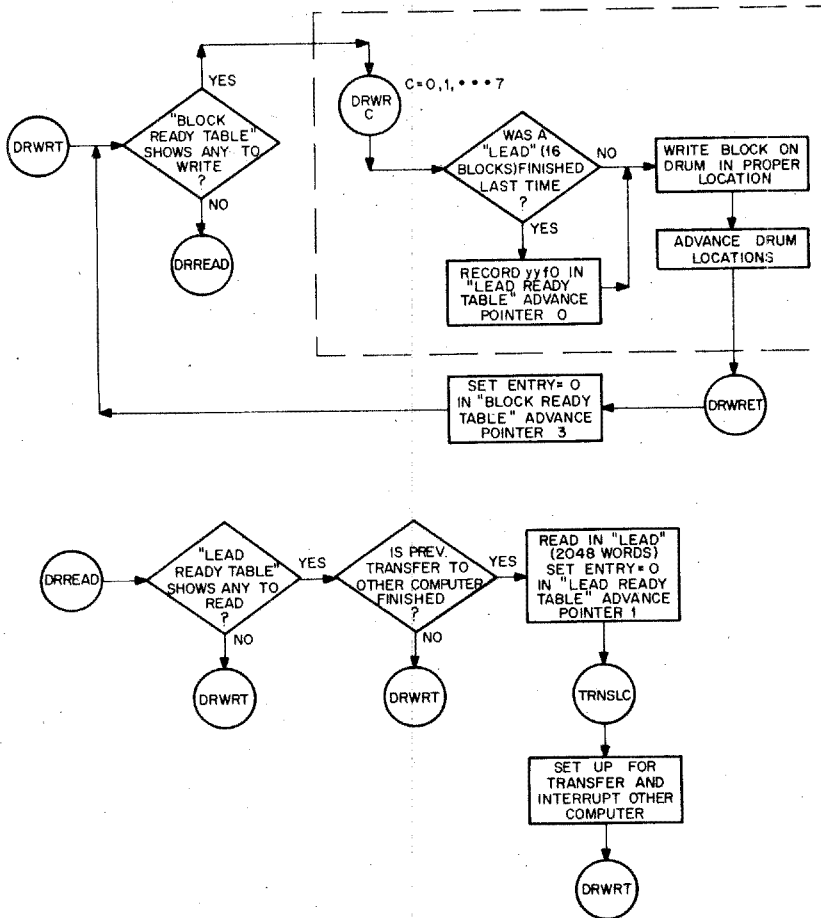 DRWRT
"BLOCK
READY TABLE"
SHOWS ANY TO
WRITE
?
YES
NO
DRREAD
DRWR
C
C=0,1, • • • 7
WAS A
"LEAD" (16
BLOCKS) FINISHED
LAST TIME
?
NO
YES
RECORD yyf0 IN
"LEAD READY
TABLE" ADVANCE
POINTER 0
WRITE BLOCK ON
DRUM IN PROPER
LOCATION
ADVANCE DRUM
LOCATIONS
DRWRET
SET ENTRY=0
IN "BLOCK READY
TABLE" ADVANCE
POINTER 3
DRREAD
"LEAD
READY TABLE"
SHOWS ANY TO
READ
?
YES
NO
DRWRT
IS PREV.
TRANSFER TO
OTHER COMPUTER
FINISHED
?
YES
NO
DRWRT
READ IN "LEAD"
(2048 WORDS)
SET ENTRY=0
IN "LEAD READY
TABLE" ADVANCE
POINTER 1
TRNSLC
SET UP FOR
TRANSFER AND
INTERRUPT OTHER
COMPUTER
DRWRT